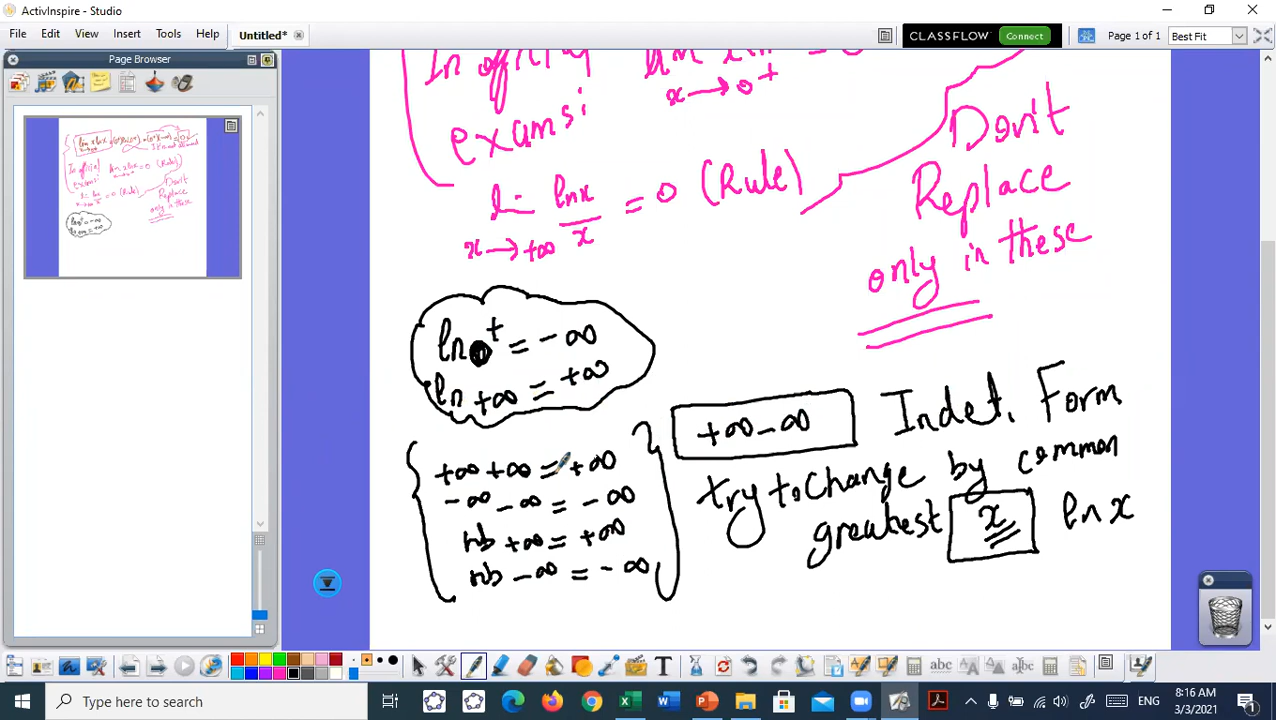 ActivInspire - Studio
File Edit View Insert Tools Help Untitled*
CLASSFLOW Connect
Page 1 of 1 Best Fit
Page Browser
In
exams:
x → 0+
lim lnx/x = 0 (Rule)
x → +∞
Don't
Replace
only in these
ln0+ = -∞
ln +∞ = +∞
+∞ +∞ = +∞
-∞ -∞ = -∞
nb +∞ = +∞
nb -∞ = -∞
+∞ - ∞ Indet. Form
try to change by common
greatest x ln x
Type here to search
ENG
8:16 AM
3/3/2021